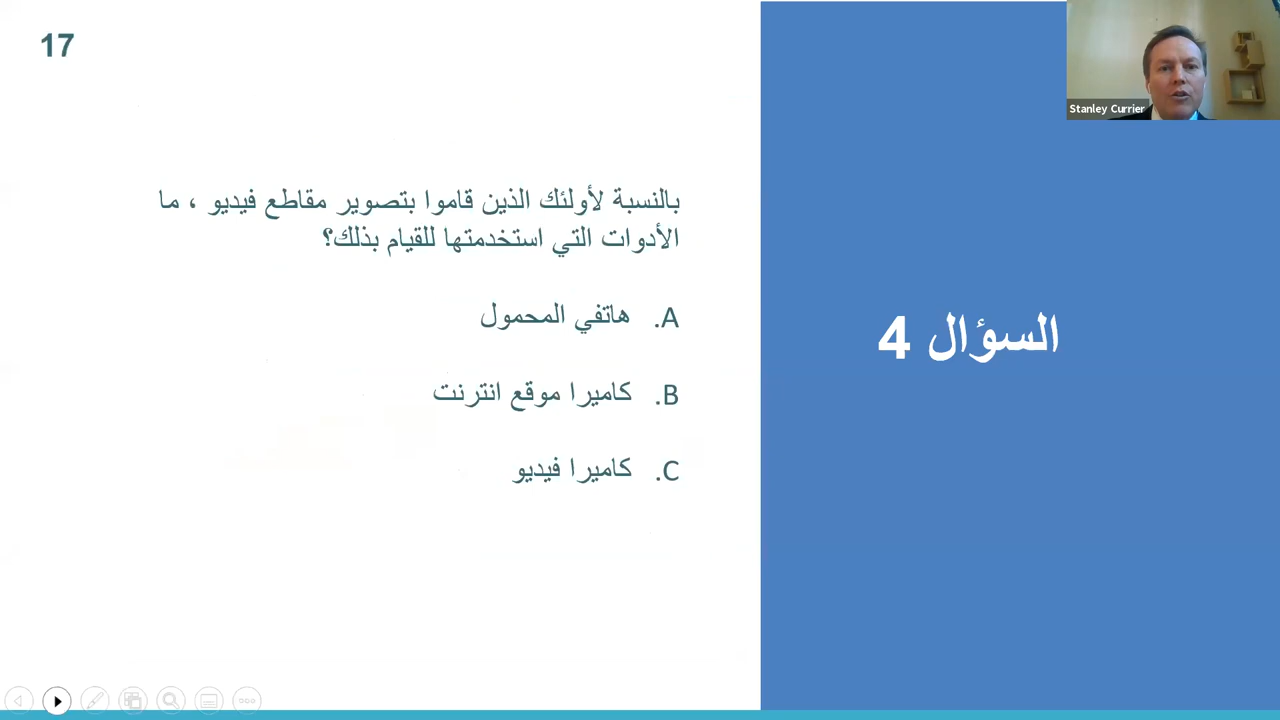 17
Stanley Currier
السؤال 4
بالنسبة لأولئك الذين قاموا بتصوير مقاطع فيديو ، ما
الأدوات التي استخدمتها للقيام بذلك؟
A. هاتفي المحمول
B. كاميرا موقع انترنت
C. كاميرا فيديو